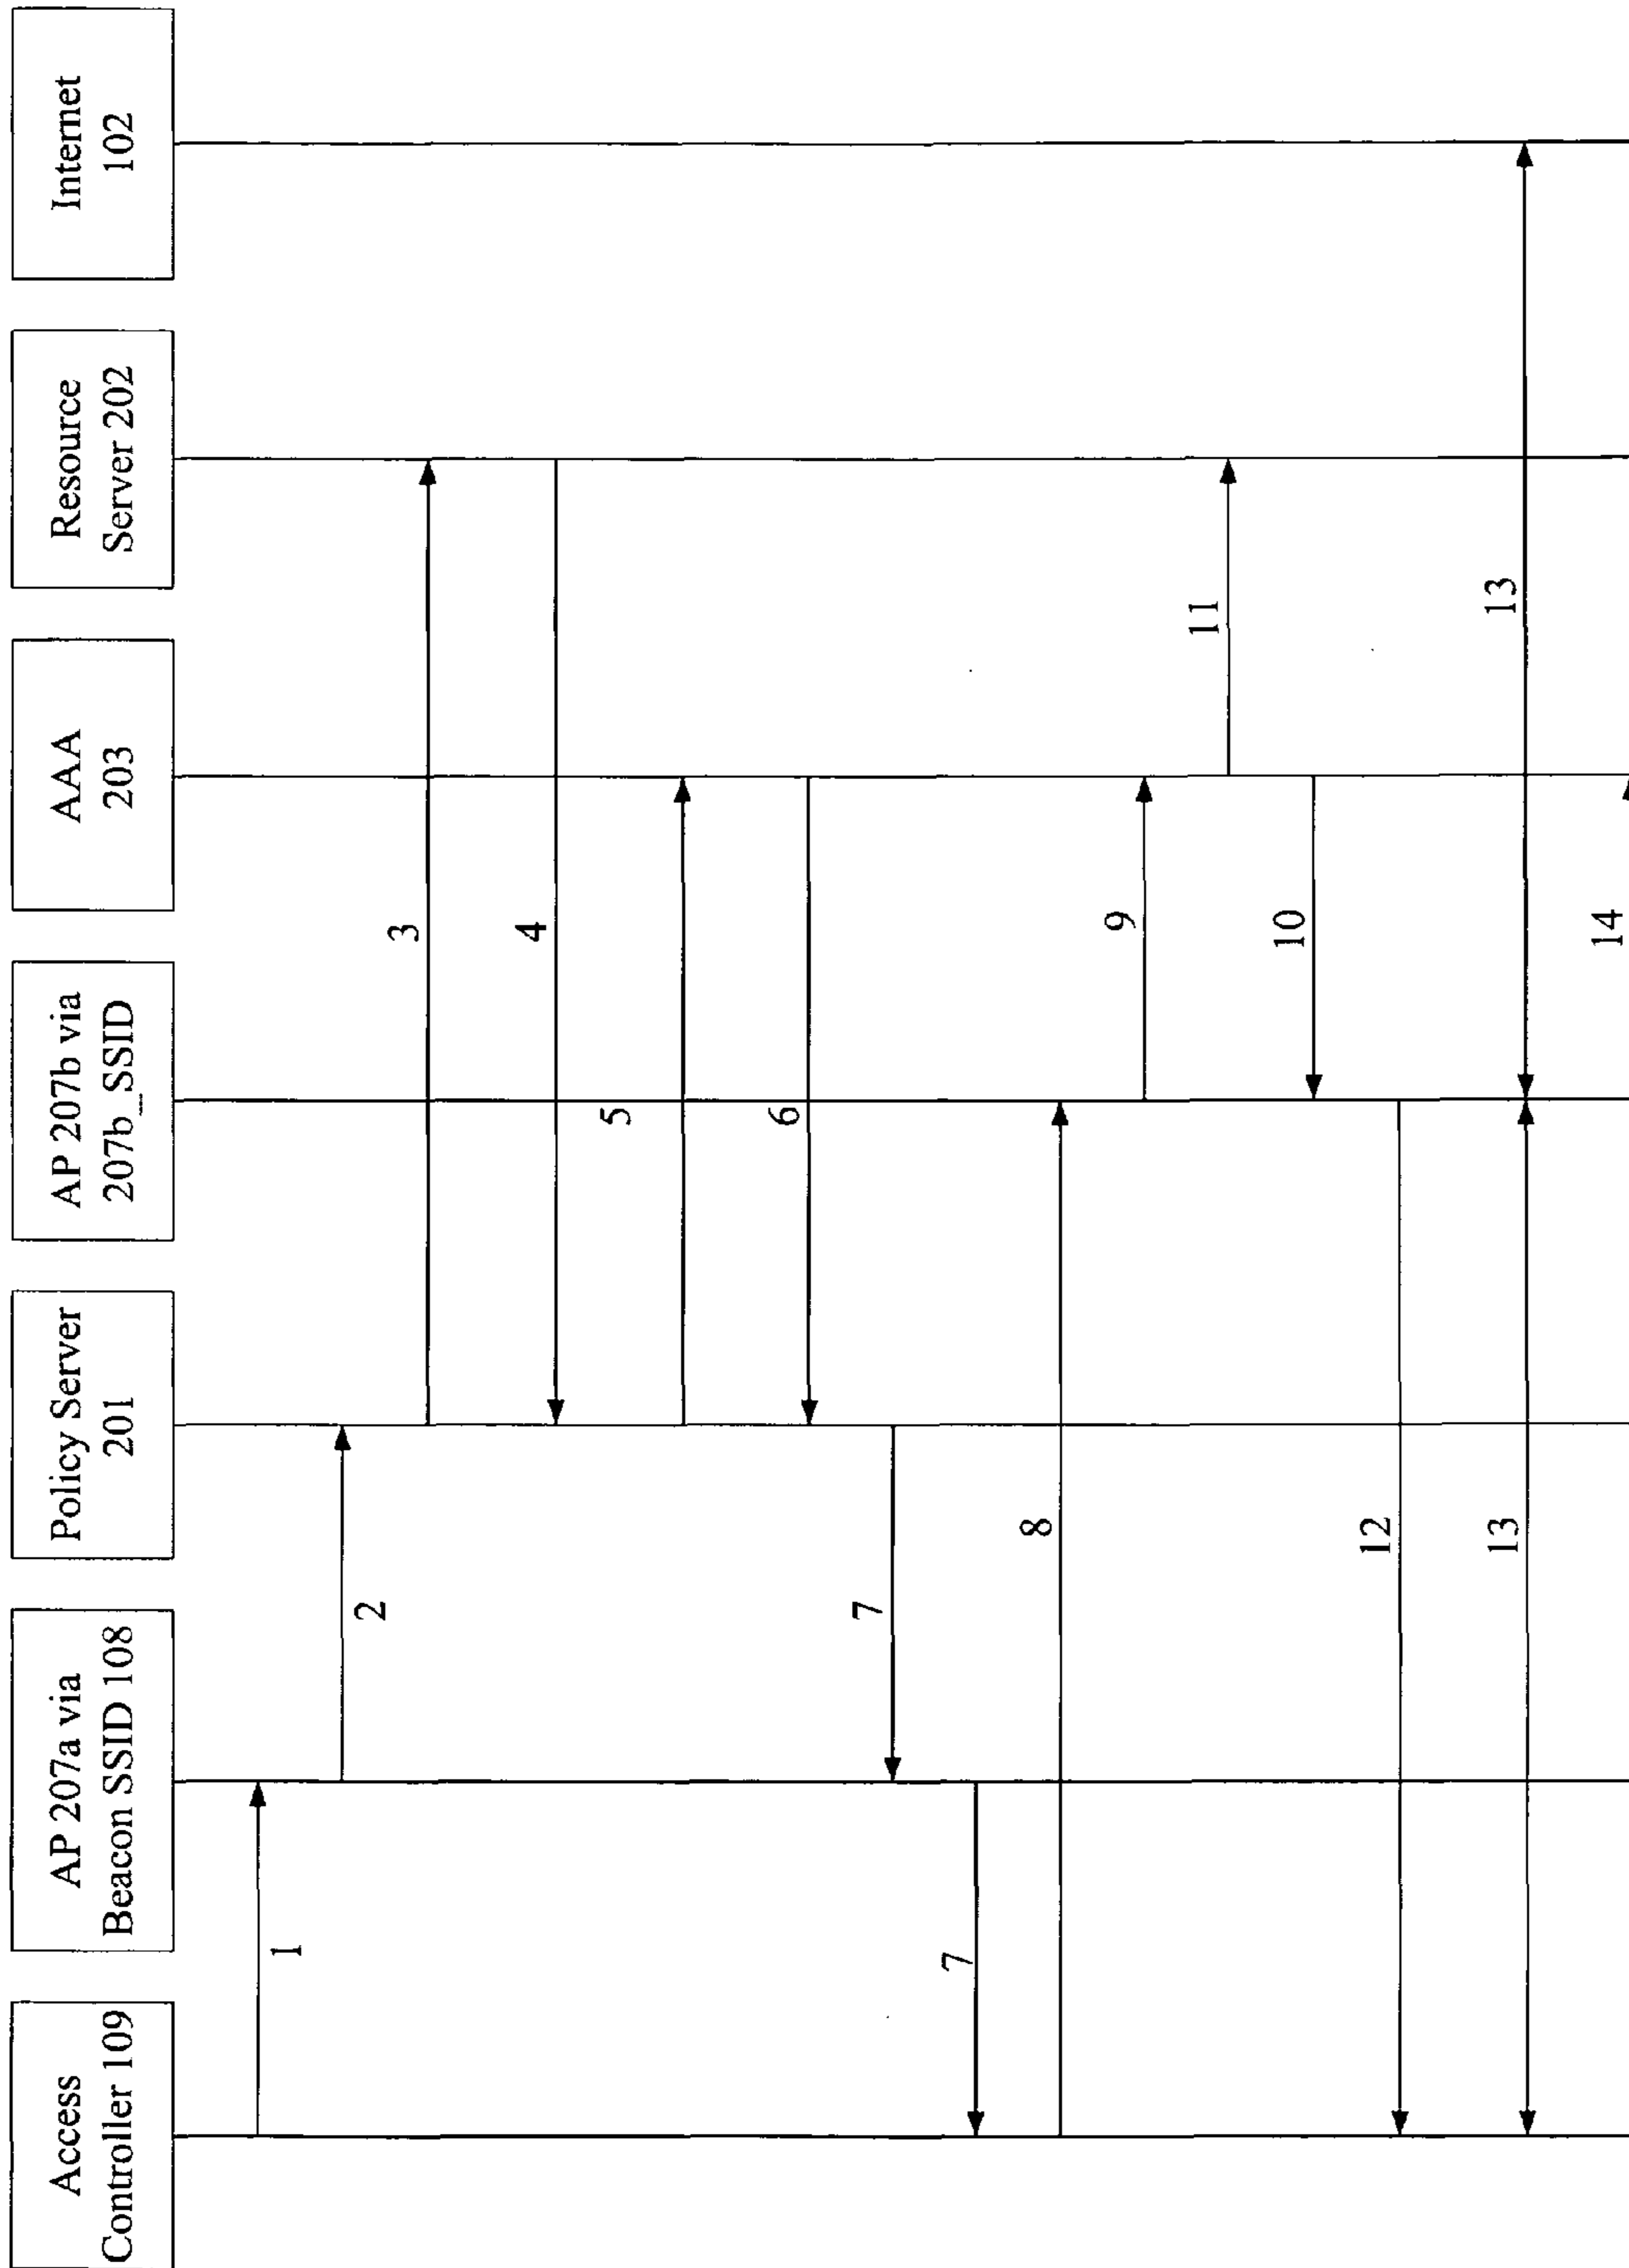 Access
Controller 109
AP 207a via
Beacon SSID 108
Policy Server
201
AP 207b via
207b_SSID
AAA
203
Resource
Server 202
Internet
102
1
2
3
4
5
6
7
7
8
9
11
10
12
13
13
14